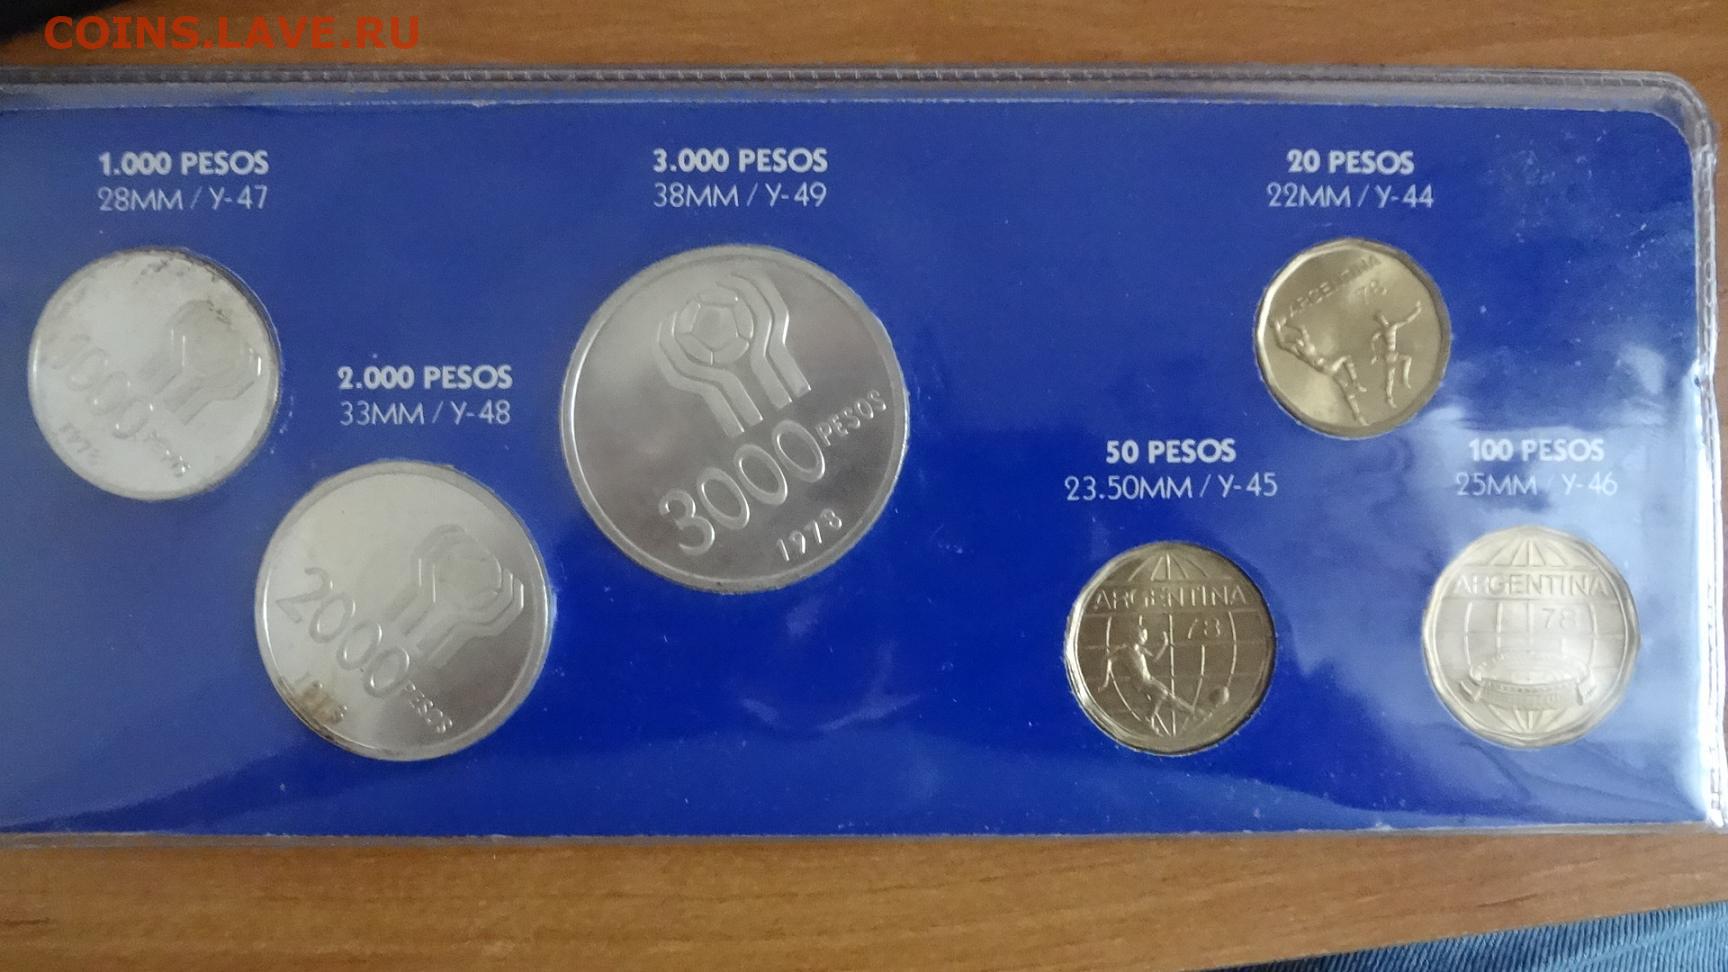 COINS.LAVE.RU
1.000 PESOS
28MM / Y-47
1000 PESOS
2.000 PESOS
33MM / Y-48
2000 PESOS
3.000 PESOS
38MM / Y-49
3000 PESOS
1978
20 PESOS
22MM / Y-44
ARGENTINA
78
50 PESOS
23.50MM / Y-45
ARGENTINA
78
100 PESOS
25MM / Y-46
ARGENTINA
78